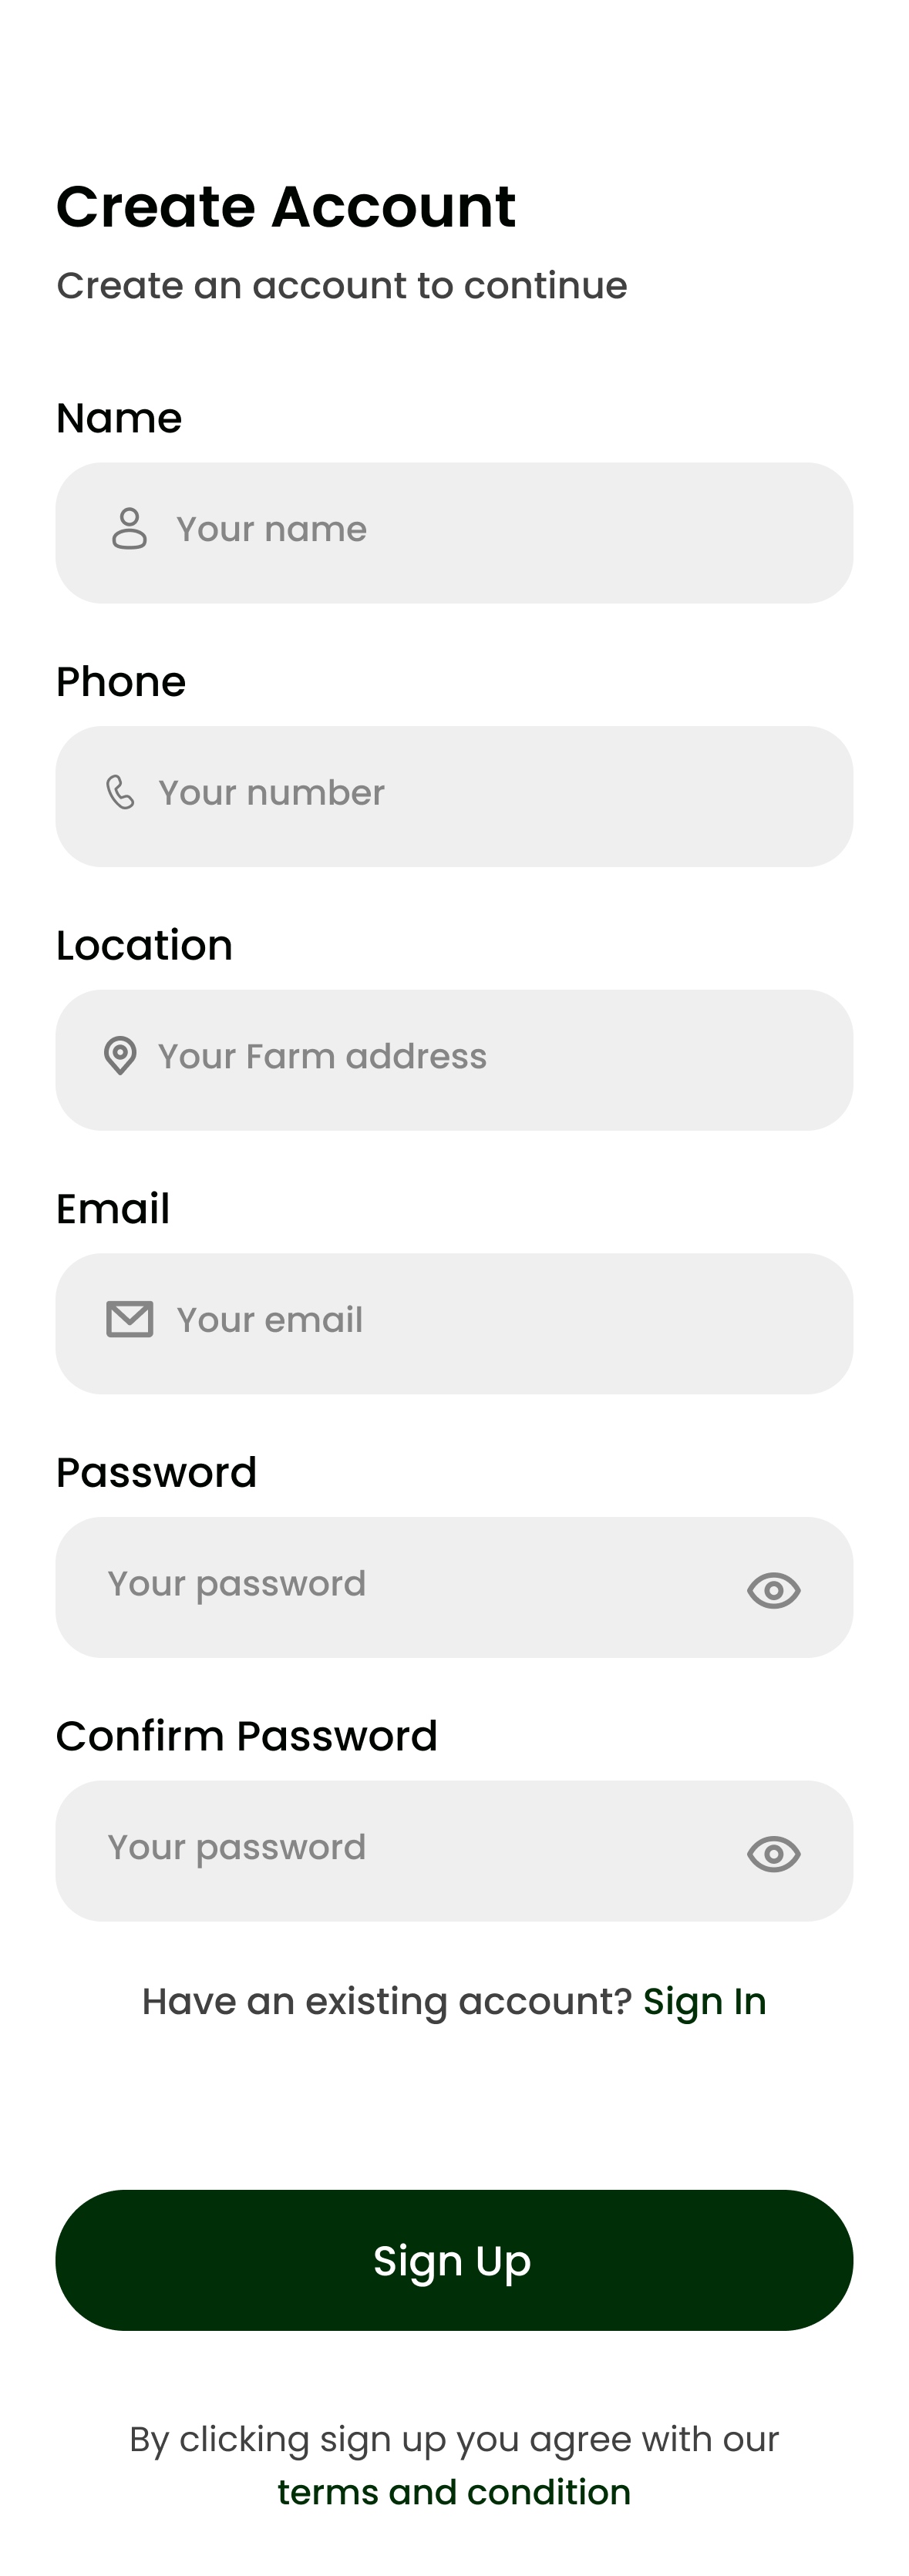 Create Account
Create an account to continue
Name
Your name
Phone
Your number
Location
Your Farm address
Email
Your email
Password
Your password
Confirm Password
Your password
Have an existing account? Sign In
Sign Up
By clicking sign up you agree with our
terms and condition